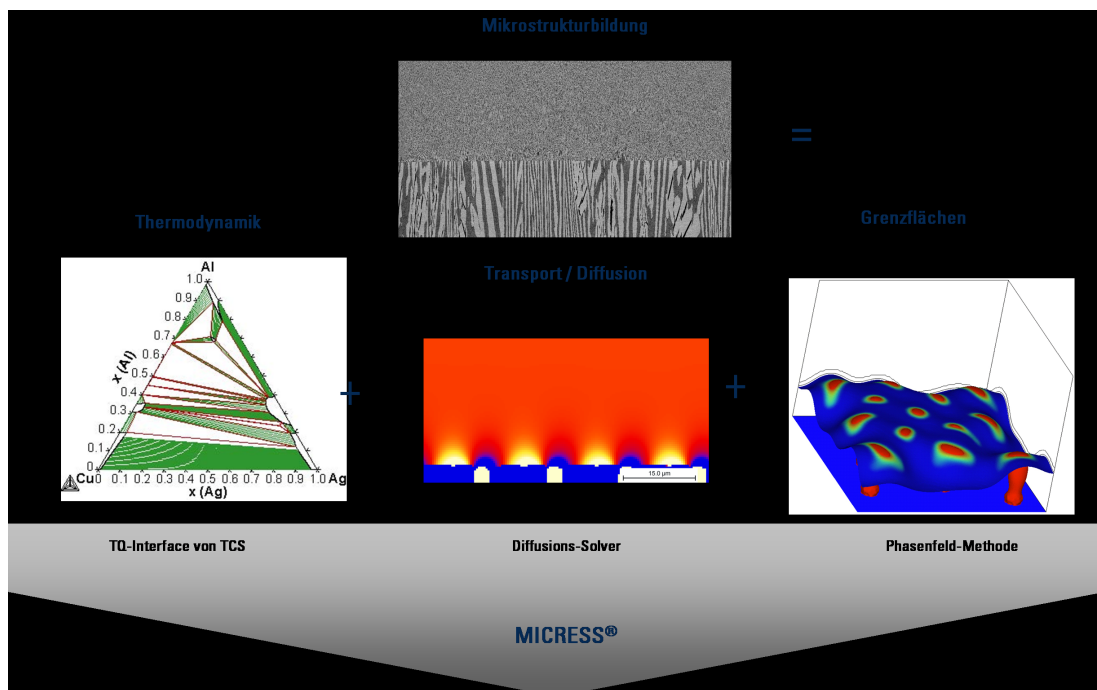 Mikrostrukturbildung
=
Thermodynamik
Grenzflächen
Transport / Diffusion
Al
1.0
0.9
0.8
0.7
0.6
0.5
0.4
0.3
0.2
0.1
0
x (Al)
Cu
0 0.1 0.2 0.3 0.4 0.5 0.6 0.7 0.8 0.9 1.0 Ag
x (Ag)
+
15.0 µm
+
TQ-Interface von TCS
Diffusions-Solver
Phasenfeld-Methode
MICRESS®